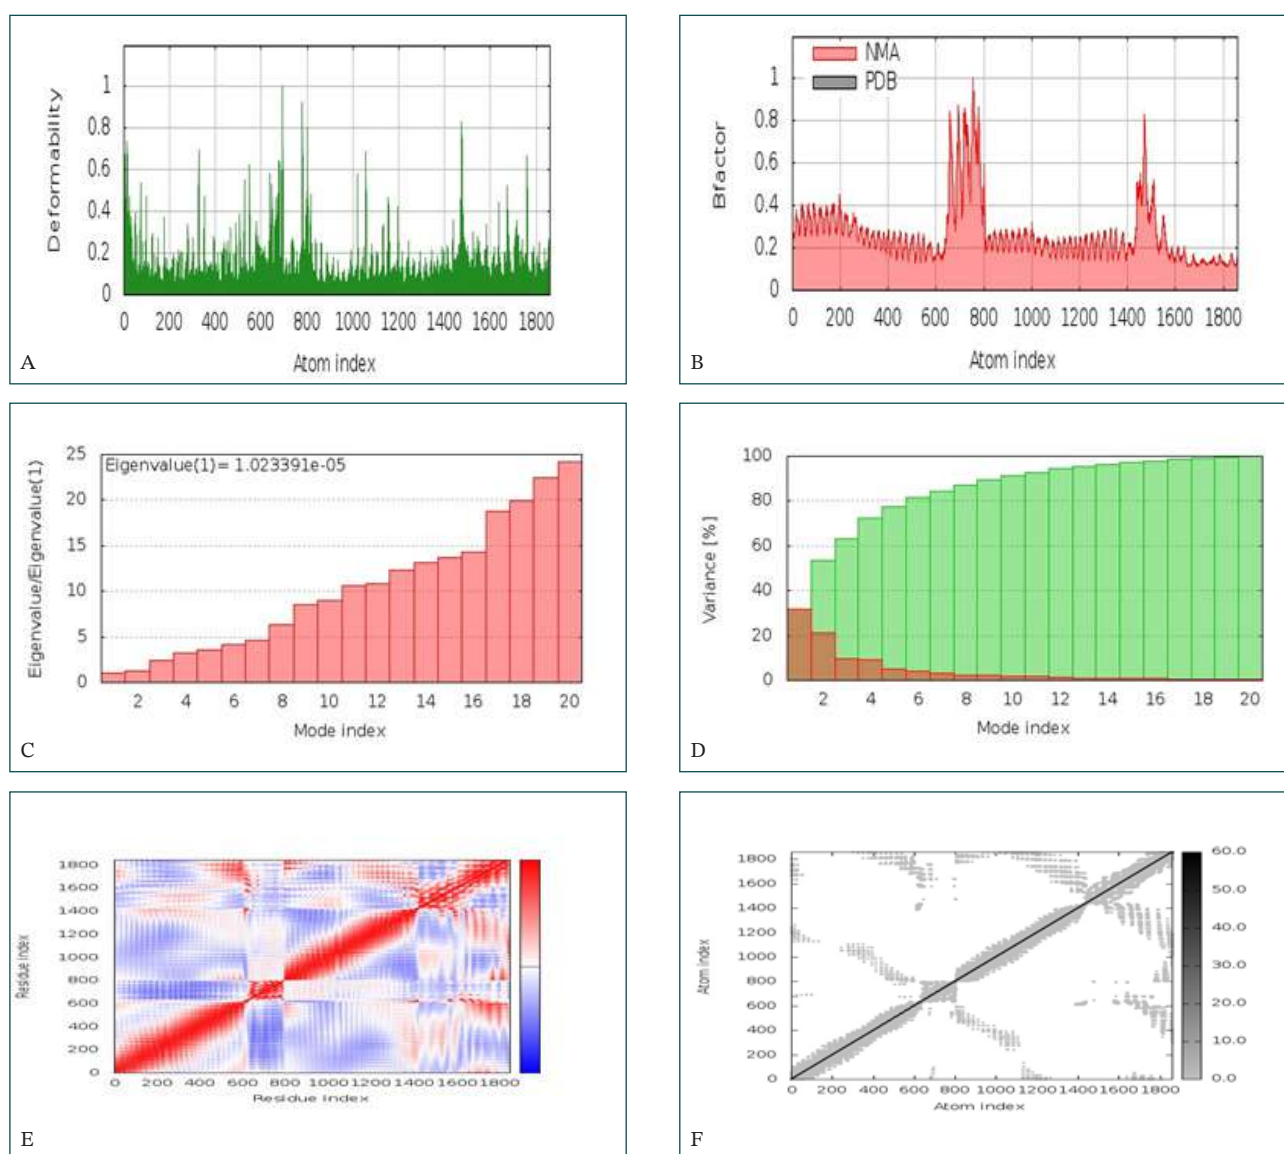 Deformability
1
0.8
0.6
0.4
0.2
0
0 200 400 600 800 1000 1200 1400 1600 1800
Atom index
A
NMA
PDB
Bfactor
1
0.8
0.6
0.4
0.2
0
0 200 400 600 800 1000 1200 1400 1600 1800
Atom index
B
Eigenvalue(1)= 1.023391e-05
Eigenvalue/Eigenvalue(1)
25
20
15
10
5
0
2 4 6 8 10 12 14 16 18 20
Mode index
C
Variance [%]
100
80
60
40
20
0
2 4 6 8 10 12 14 16 18 20
Mode index
D
Residue index
1800
1600
1400
1200
1000
800
600
400
200
0
0 200 400 600 800 1000 1200 1400 1600 1800
Residue index
E
Atom index
1800
1600
1400
1200
1000
800
600
400
200
0
0 200 400 600 800 1000 1200 1400 1600 1800
Atom index
60.0
50.0
40.0
30.0
20.0
10.0
0.0
F